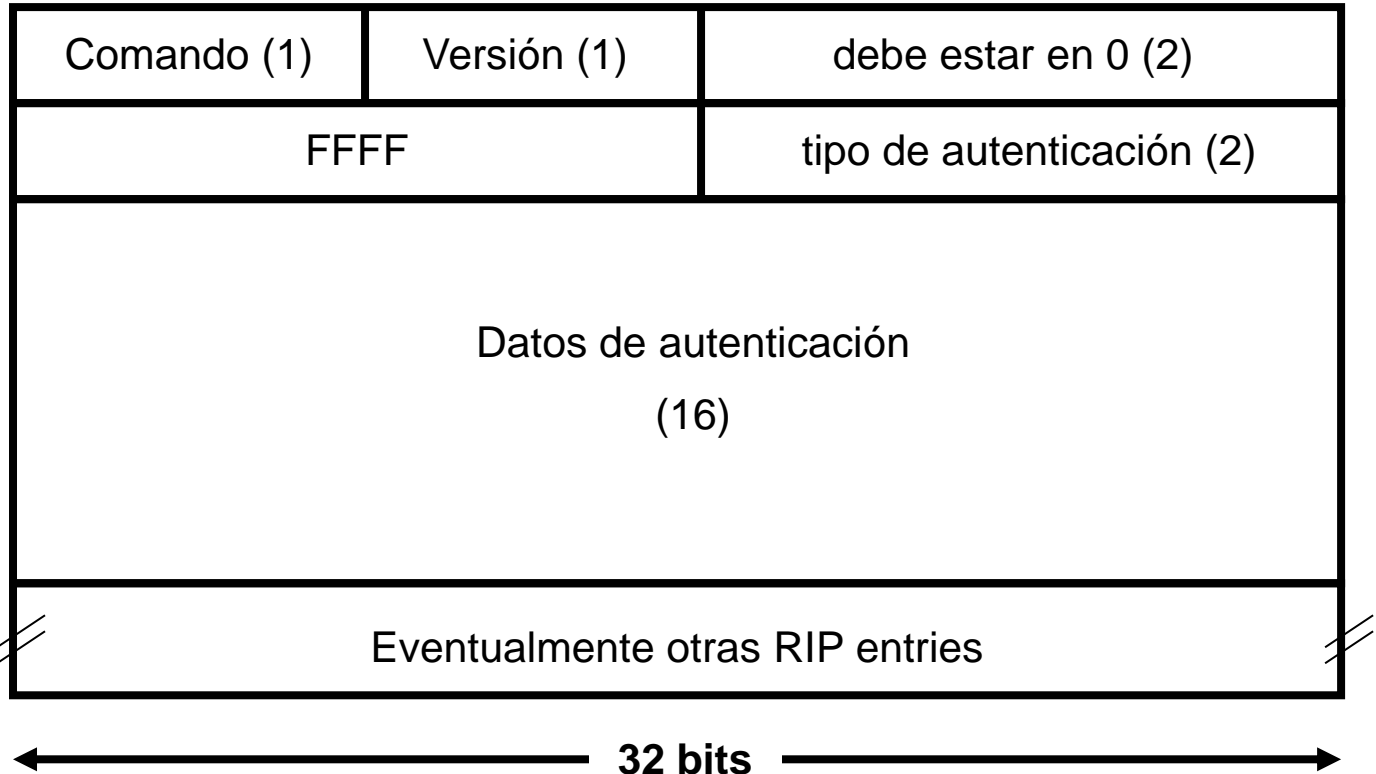 Comando (1) Versión (1) debe estar en 0 (2)
FFFF tipo de autenticación (2)
Datos de autenticación
(16)
Eventualmente otras RIP entries
32 bits